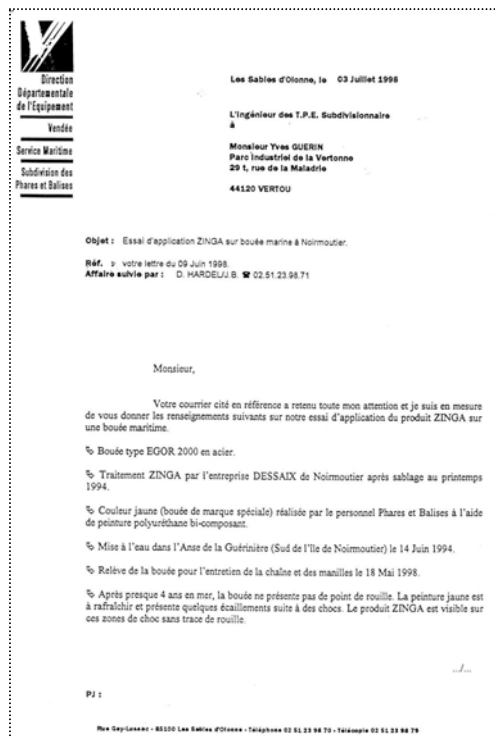 Direction
Départementale
de l'Équipement
Vendée
Service Maritime
Subdivision des
Phares et Balises
Les Sables d'Olonne, le 03 Juillet 1998
L'Ingénieur des T.P.E. Subdivisionnaire
à
Monsieur Yves GUERIN
Parc Industriel de la Vertonne
29 t, rue de la Maladrie
44120 VERTOU
Objet : Essai d'application ZINGA sur bouée marine à Noirmoutier.
Réf. : votre lettre du 09 Juin 1998.
Affaire suivie par : D. HARDEL/J.B. ☎ 02.51.23.98.71
Monsieur,
Votre courrier cité en référence a retenu toute mon attention et je suis en mesure
de vous donner les renseignements suivants sur notre essai d'application du produit ZINGA sur
une bouée maritime.
Bouée type EGOR 2000 en acier.
Traitement ZINGA par l'entreprise DESSAIX de Noirmoutier après sablage au printemps
1994.
Couleur jaune (bouée de marque spéciale) réalisée par le personnel Phares et Balises à l'aide
de peinture polyuréthane bi-composant.
Mise à l'eau dans l'Anse de la Guérinière (Sud de l'Ile de Noirmoutier) le 14 Juin 1994.
Relève de la bouée pour l'entretien de la chaîne et des manilles le 18 Mai 1998.
Après presque 4 ans en mer, la bouée ne présente pas de point de rouille. La peinture jaune est
à rafraîchir et présente quelques écaillements suite à des chocs. Le produit ZINGA est visible sur
ces zones de choc sans trace de rouille.
.../...
PJ :
Rue Gay-Lussac - 85100 Les Sables d'Olonne - Téléphone 02 51 23 98 70 - Télécopie 02 51 23 98 79